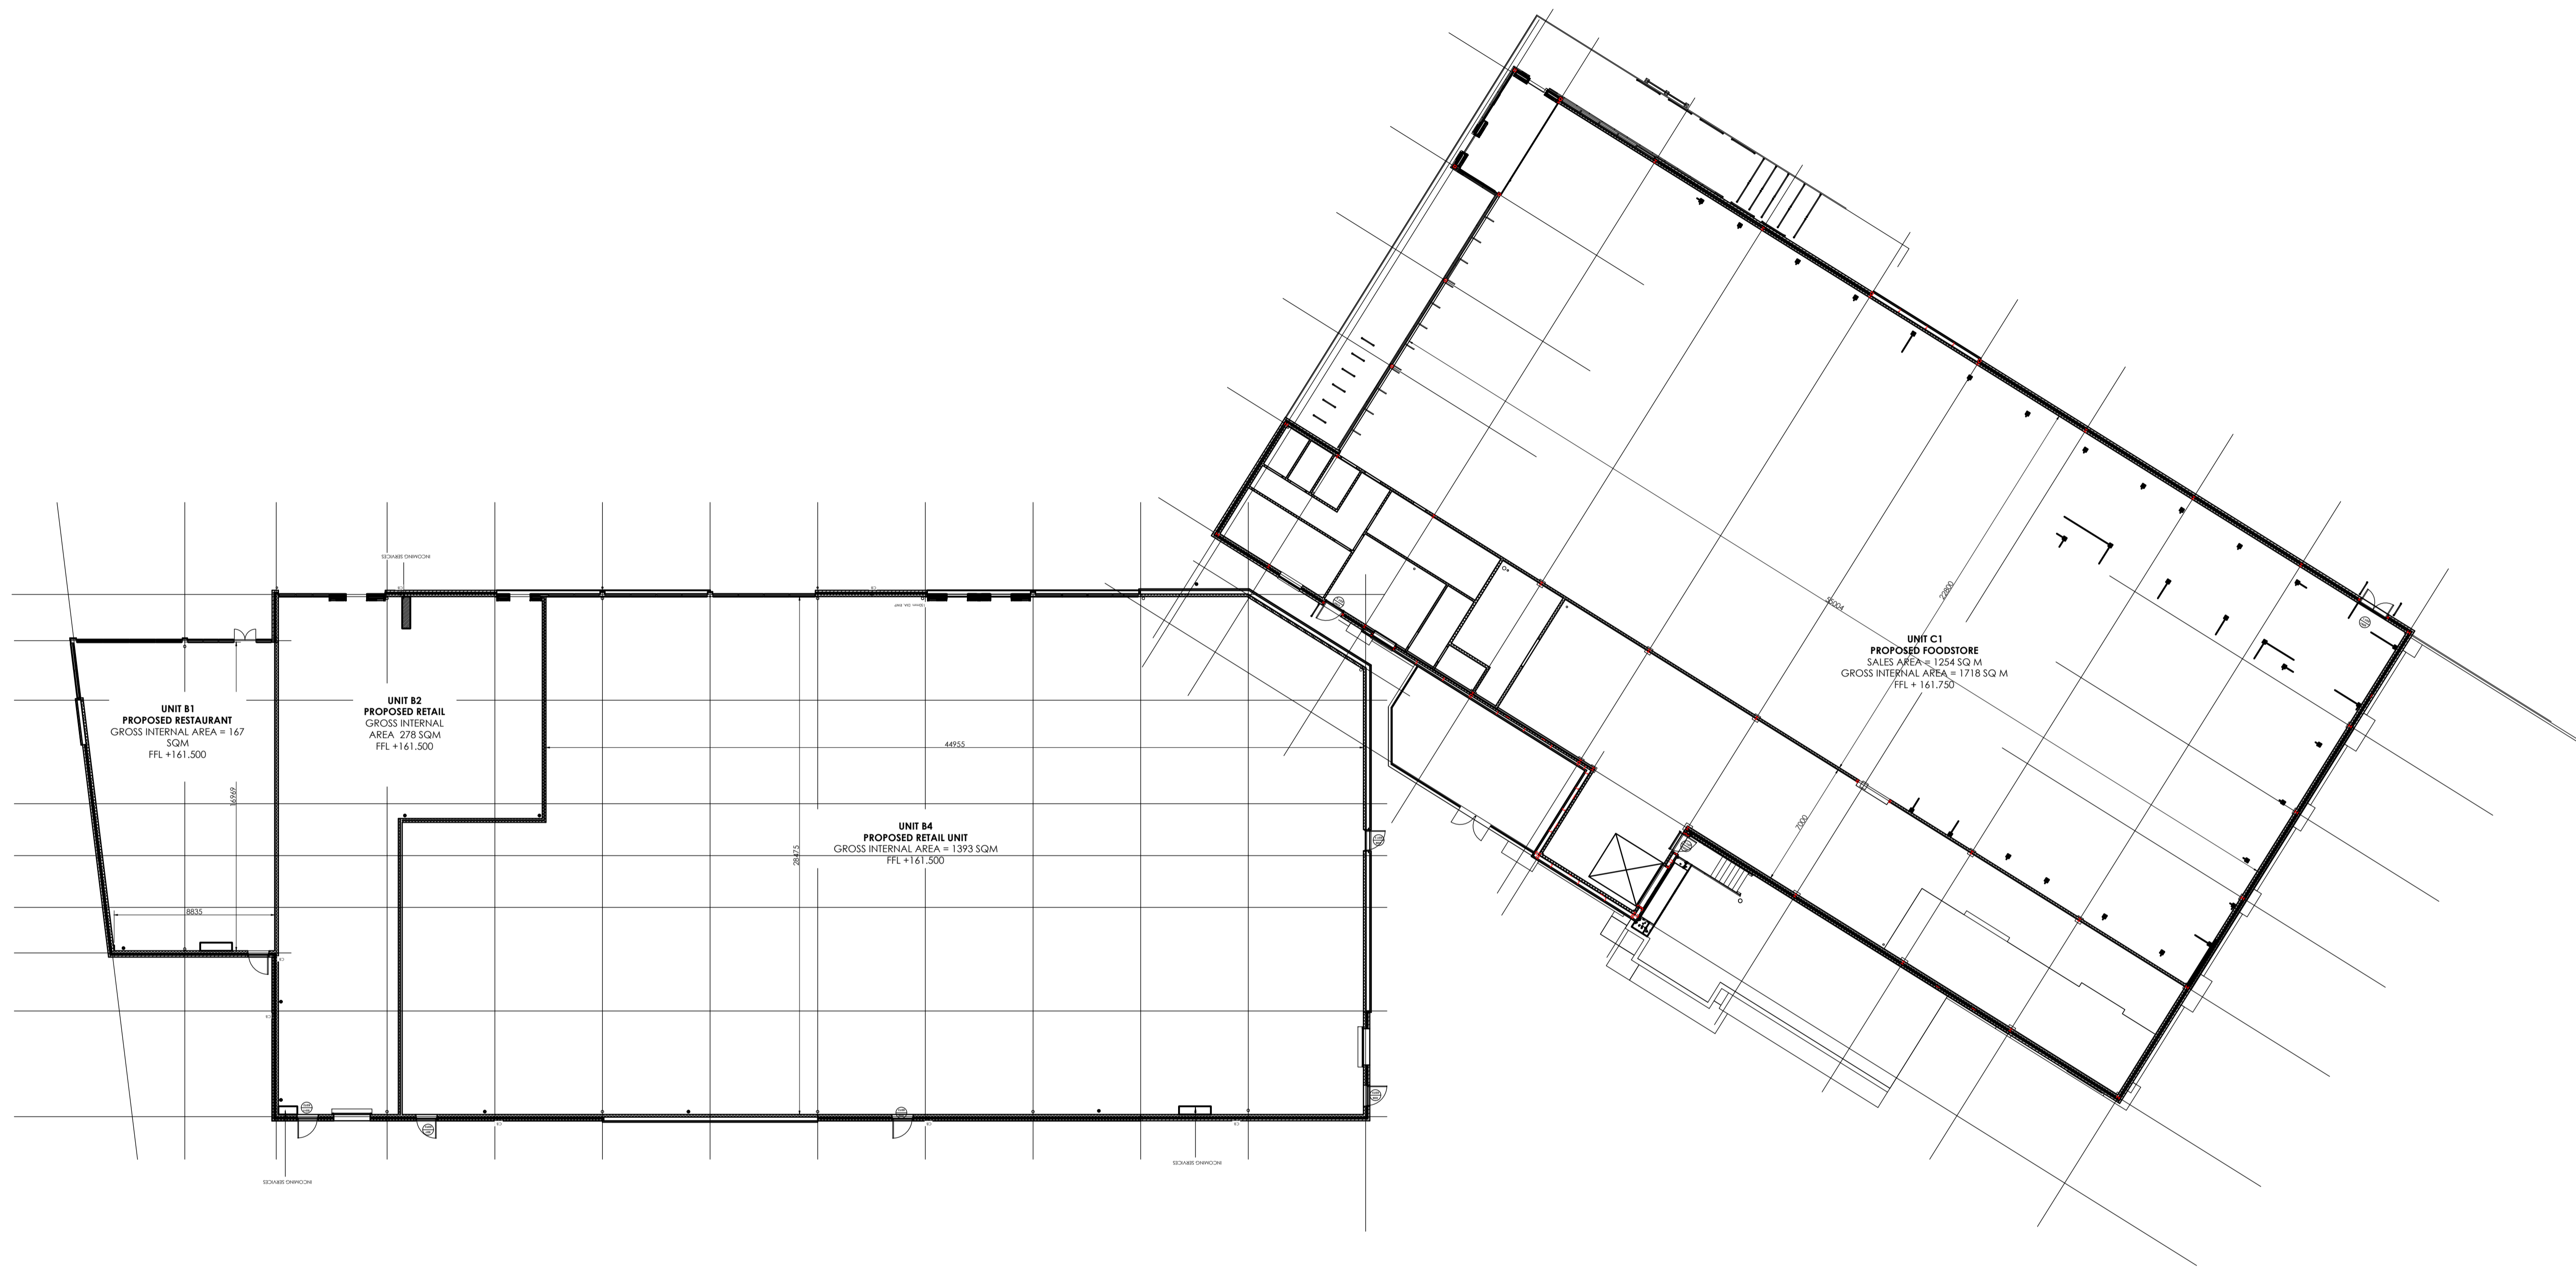 INCOMING SERVICES
UNIT B1
PROPOSED RESTAURANT
GROSS INTERNAL AREA = 167
SQM
FFL +161.500
16969
8835
UNIT B2
PROPOSED RETAIL
GROSS INTERNAL
AREA 278 SQM
FFL +161.500
44955
28475
UNIT B4
PROPOSED RETAIL UNIT
GROSS INTERNAL AREA = 1393 SQM
FFL +161.500
INCOMING SERVICES
INCOMING SERVICES
55004
22800
UNIT C1
PROPOSED FOODSTORE
SALES AREA = 1254 SQ M
GROSS INTERNAL AREA = 1718 SQ M
FFL + 161.750
7000